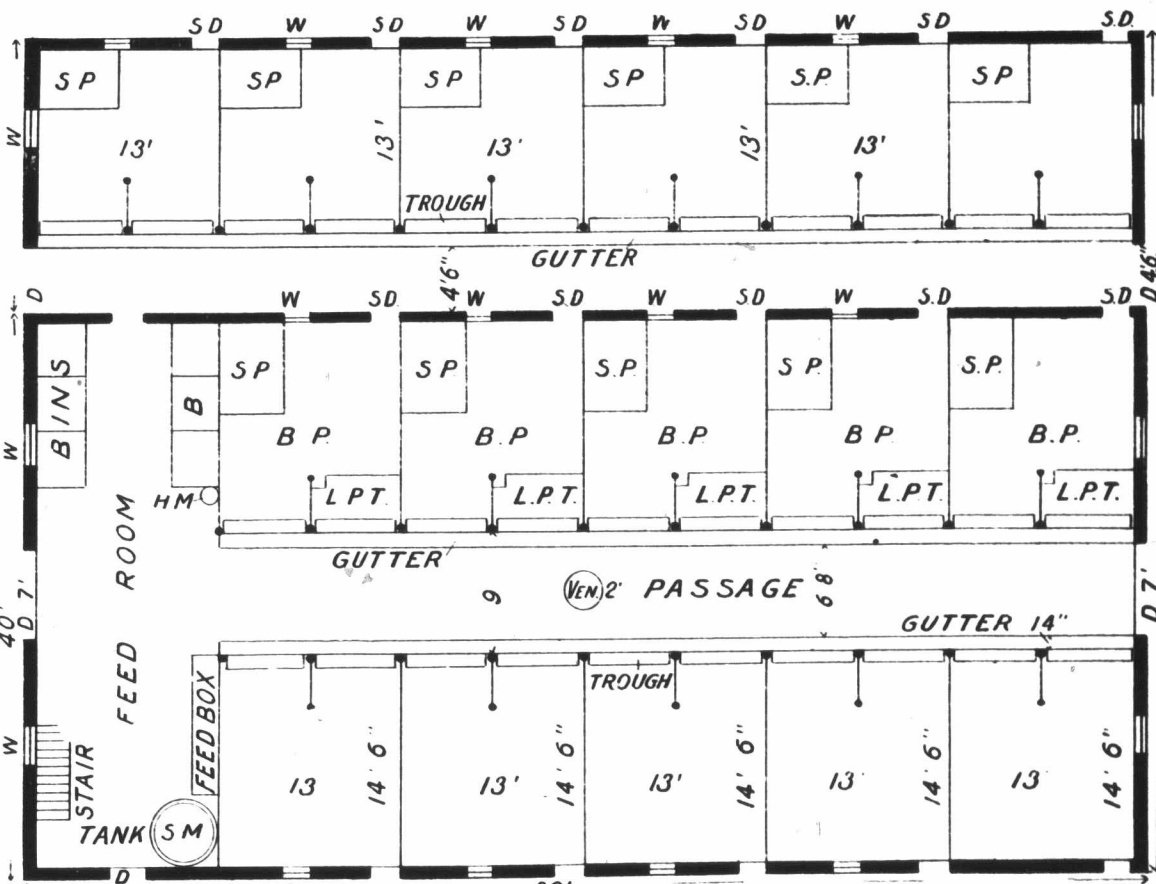 SD W SD W SD W SD W SD S.D.
SP SP SP SP S.P. SP
W
13' 13' 13' 13' 13'
TROUGH
GUTTER
4'6"
D 4'6"
D
W SD. W S.D W S.D W S.D S.D
BINS
B
SP SP S.P. S P S.P.
W
B P. B.P B.P. B P. B.P.
HM
L P T. L.P.T. L.P.T. L.P.T. L.P.T.
FEED ROOM
GUTTER
9
VEN. 2' PASSAGE
6 8'
40'
D 7'
D 7'
GUTTER 14"
TROUGH
FEED BOX
W
STAIR
13 14' 6" 13' 14' 6" 13' 14' 6" 13 14' 6" 13 14' 6"
TANK S M
D